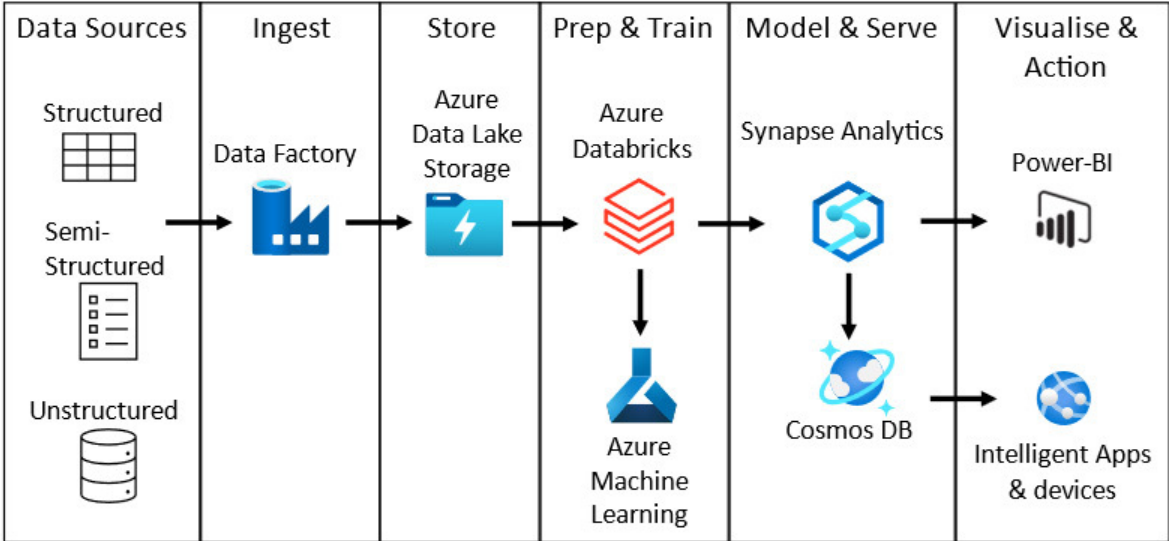 Data Sources
Ingest
Store
Prep & Train
Model & Serve
Visualise &
Action
Structured
Semi-
Structured
Unstructured
Data Factory
Azure
Data Lake
Storage
Azure
Databricks
Azure
Machine
Learning
Synapse Analytics
Cosmos DB
Power-BI
Intelligent Apps
& devices